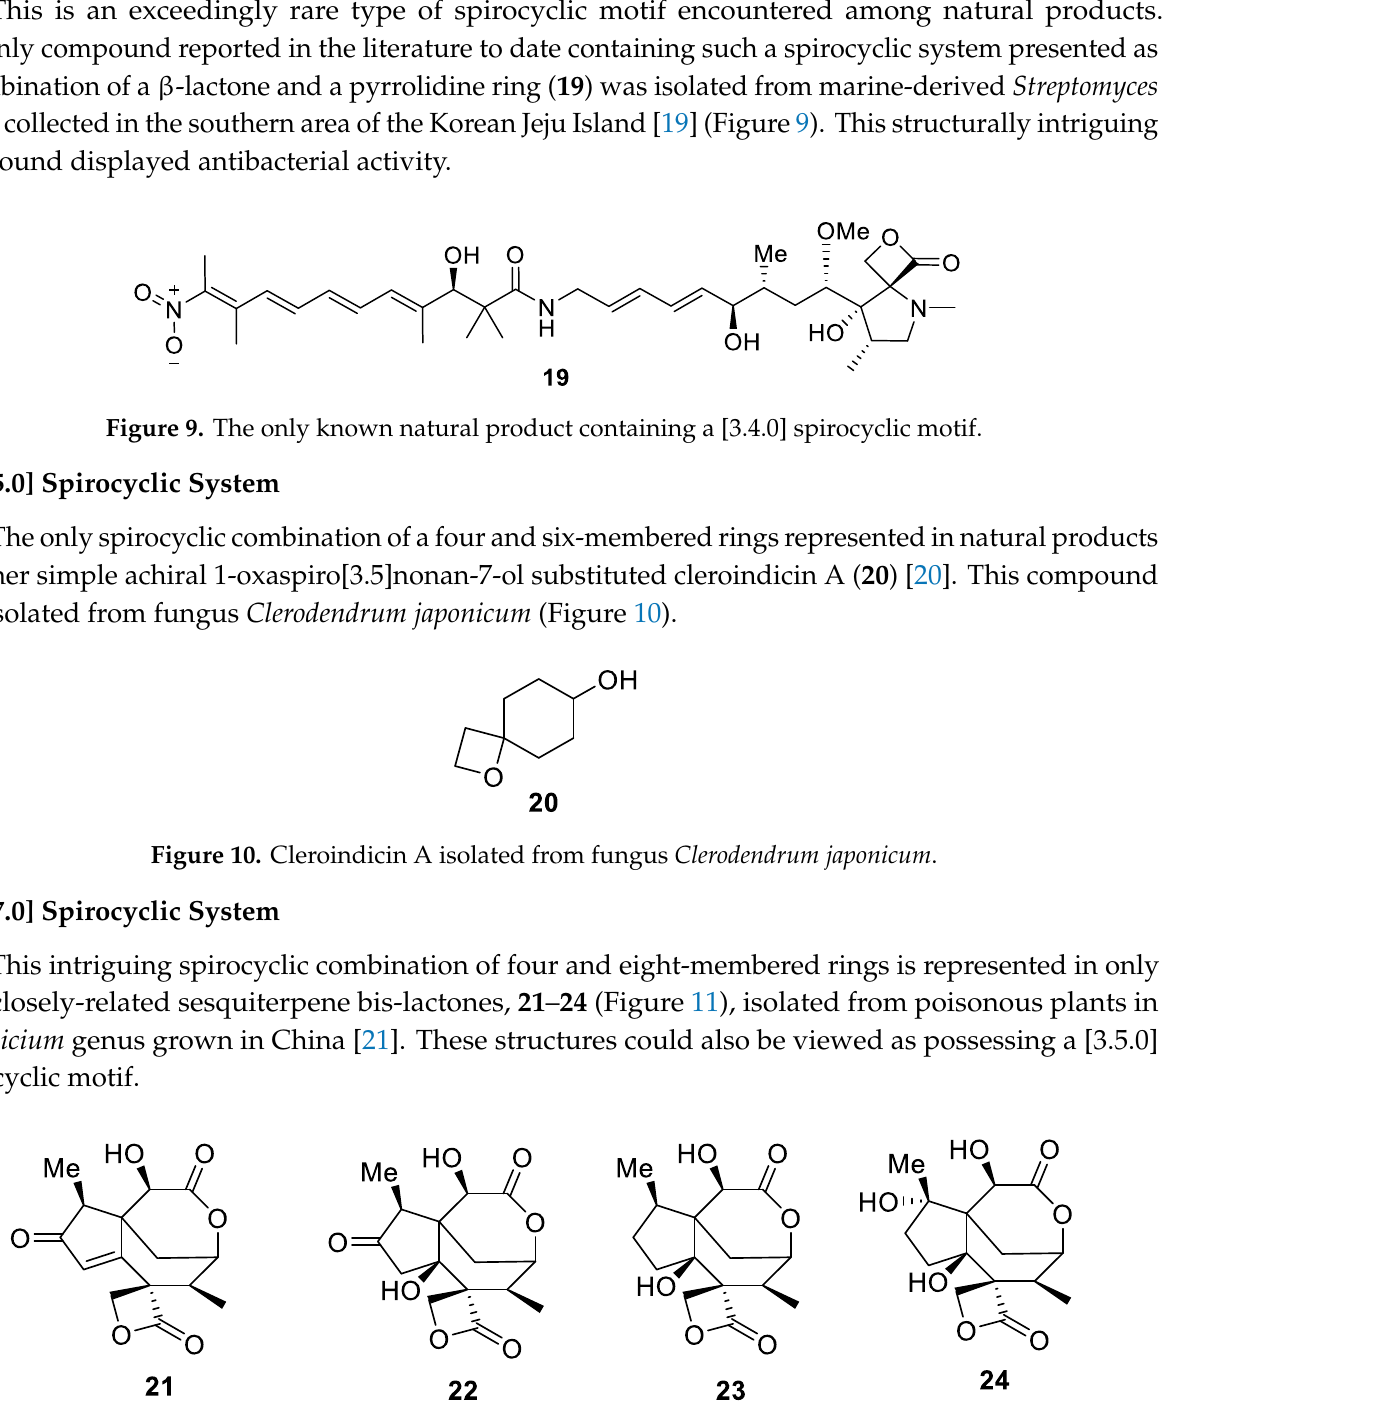 This is an exceedingly rare type of spirocyclic motif encountered among natural products.
nly compound reported in the literature to date containing such a spirocyclic system presented as
bination of a β-lactone and a pyrrolidine ring (19) was isolated from marine-derived Streptomyces
collected in the southern area of the Korean Jeju Island [19] (Figure 9). This structurally intriguing
ound displayed antibacterial activity.
OH O Me OMe O O
O N + N H OH HO N
O −
19
Figure 9. The only known natural product containing a [3.4.0] spirocyclic motif.
5.0] Spirocyclic System
The only spirocyclic combination of a four and six-membered rings represented in natural products
her simple achiral 1-oxaspiro[3.5]nonan-7-ol substituted cleroindicin A (20) [20]. This compound
solated from fungus Clerodendrum japonicum (Figure 10).
OH
O
20
Figure 10. Cleroindicin A isolated from fungus Clerodendrum japonicum.
7.0] Spirocyclic System
This intriguing spirocyclic combination of four and eight-membered rings is represented in only
closely-related sesquiterpene bis-lactones, 21–24 (Figure 11), isolated from poisonous plants in
icium genus grown in China [21]. These structures could also be viewed as possessing a [3.5.0]
cyclic motif.
Me HO O Me HO O Me HO O Me HO O
O O O O O HO O
HO HO HO
O O O O O O O O
21 22 23 24